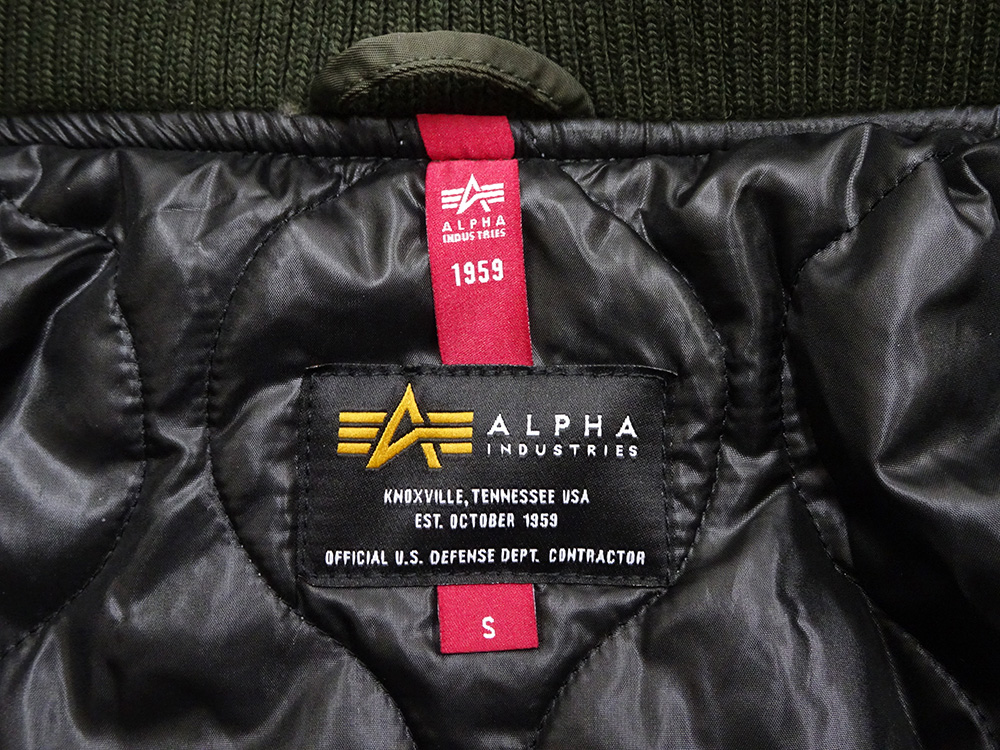 ALPHA
INDUSTRIES
1959
ALPHA
INDUSTRIES
KNOXVILLE, TENNESSEE USA
EST. OCTOBER 1959
OFFICIAL U.S. DEFENSE DEPT. CONTRACTOR
S